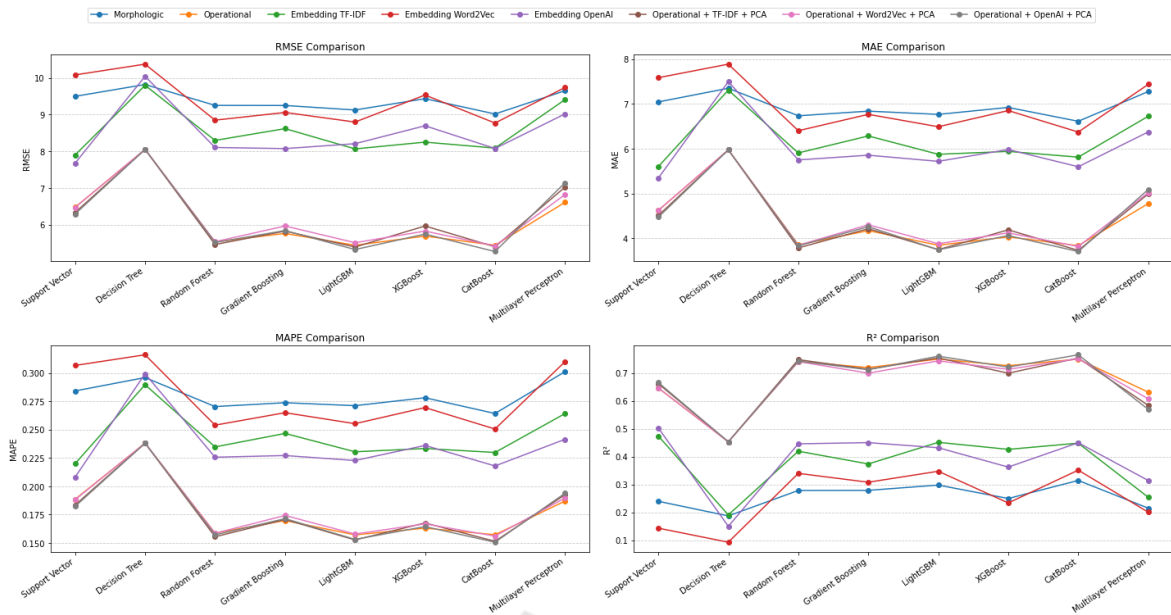 Morphologic Operational Embedding TF-IDF Embedding Word2Vec Embedding OpenAI Operational + TF-IDF + PCA Operational + Word2Vec + PCA Operational + OpenAI + PCA
RMSE Comparison
RMSE
10
9
8
7
6
Support Vector
Decision Tree
Random Forest
Gradient Boosting
LightGBM
XGBoost
CatBoost
Multilayer Perceptron
MAE Comparison
MAE
8
7
6
5
4
Support Vector
Decision Tree
Random Forest
Gradient Boosting
LightGBM
XGBoost
CatBoost
Multilayer Perceptron
MAPE Comparison
MAPE
0.300
0.275
0.250
0.225
0.200
0.175
0.150
Support Vector
Decision Tree
Random Forest
Gradient Boosting
LightGBM
XGBoost
CatBoost
Multilayer Perceptron
R² Comparison
R²
0.7
0.6
0.5
0.4
0.3
0.2
0.1
Support Vector
Decision Tree
Random Forest
Gradient Boosting
LightGBM
XGBoost
CatBoost
Multilayer Perceptron